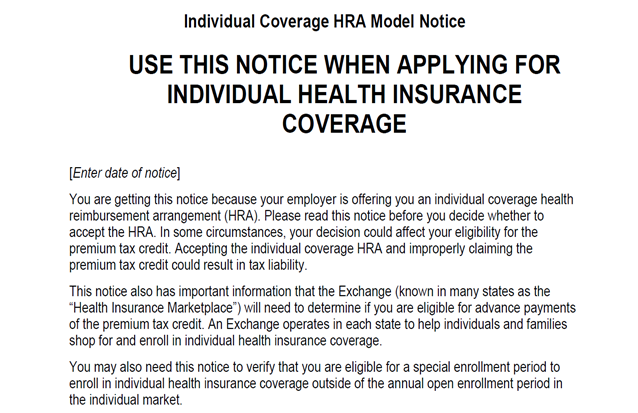 Individual Coverage HRA Model Notice
USE THIS NOTICE WHEN APPLYING FOR
INDIVIDUAL HEALTH INSURANCE
COVERAGE
[Enter date of notice]
You are getting this notice because your employer is offering you an individual coverage health
reimbursement arrangement (HRA). Please read this notice before you decide whether to
accept the HRA. In some circumstances, your decision could affect your eligibility for the
premium tax credit. Accepting the individual coverage HRA and improperly claiming the
premium tax credit could result in tax liability.
This notice also has important information that the Exchange (known in many states as the
“Health Insurance Marketplace”) will need to determine if you are eligible for advance payments
of the premium tax credit. An Exchange operates in each state to help individuals and families
shop for and enroll in individual health insurance coverage.
You may also need this notice to verify that you are eligible for a special enrollment period to
enroll in individual health insurance coverage outside of the annual open enrollment period in
the individual market.